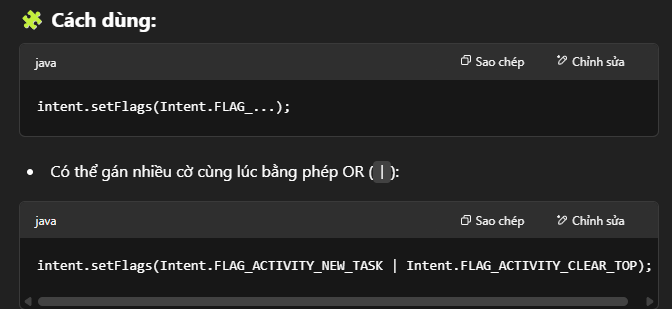 Cách dùng:
java
Sao chép
Chỉnh sửa
intent.setFlags(Intent.FLAG_...);
Có thể gán nhiều cờ cùng lúc bằng phép OR (|):
java
Sao chép
Chỉnh sửa
intent.setFlags(Intent.FLAG_ACTIVITY_NEW_TASK | Intent.FLAG_ACTIVITY_CLEAR_TOP);